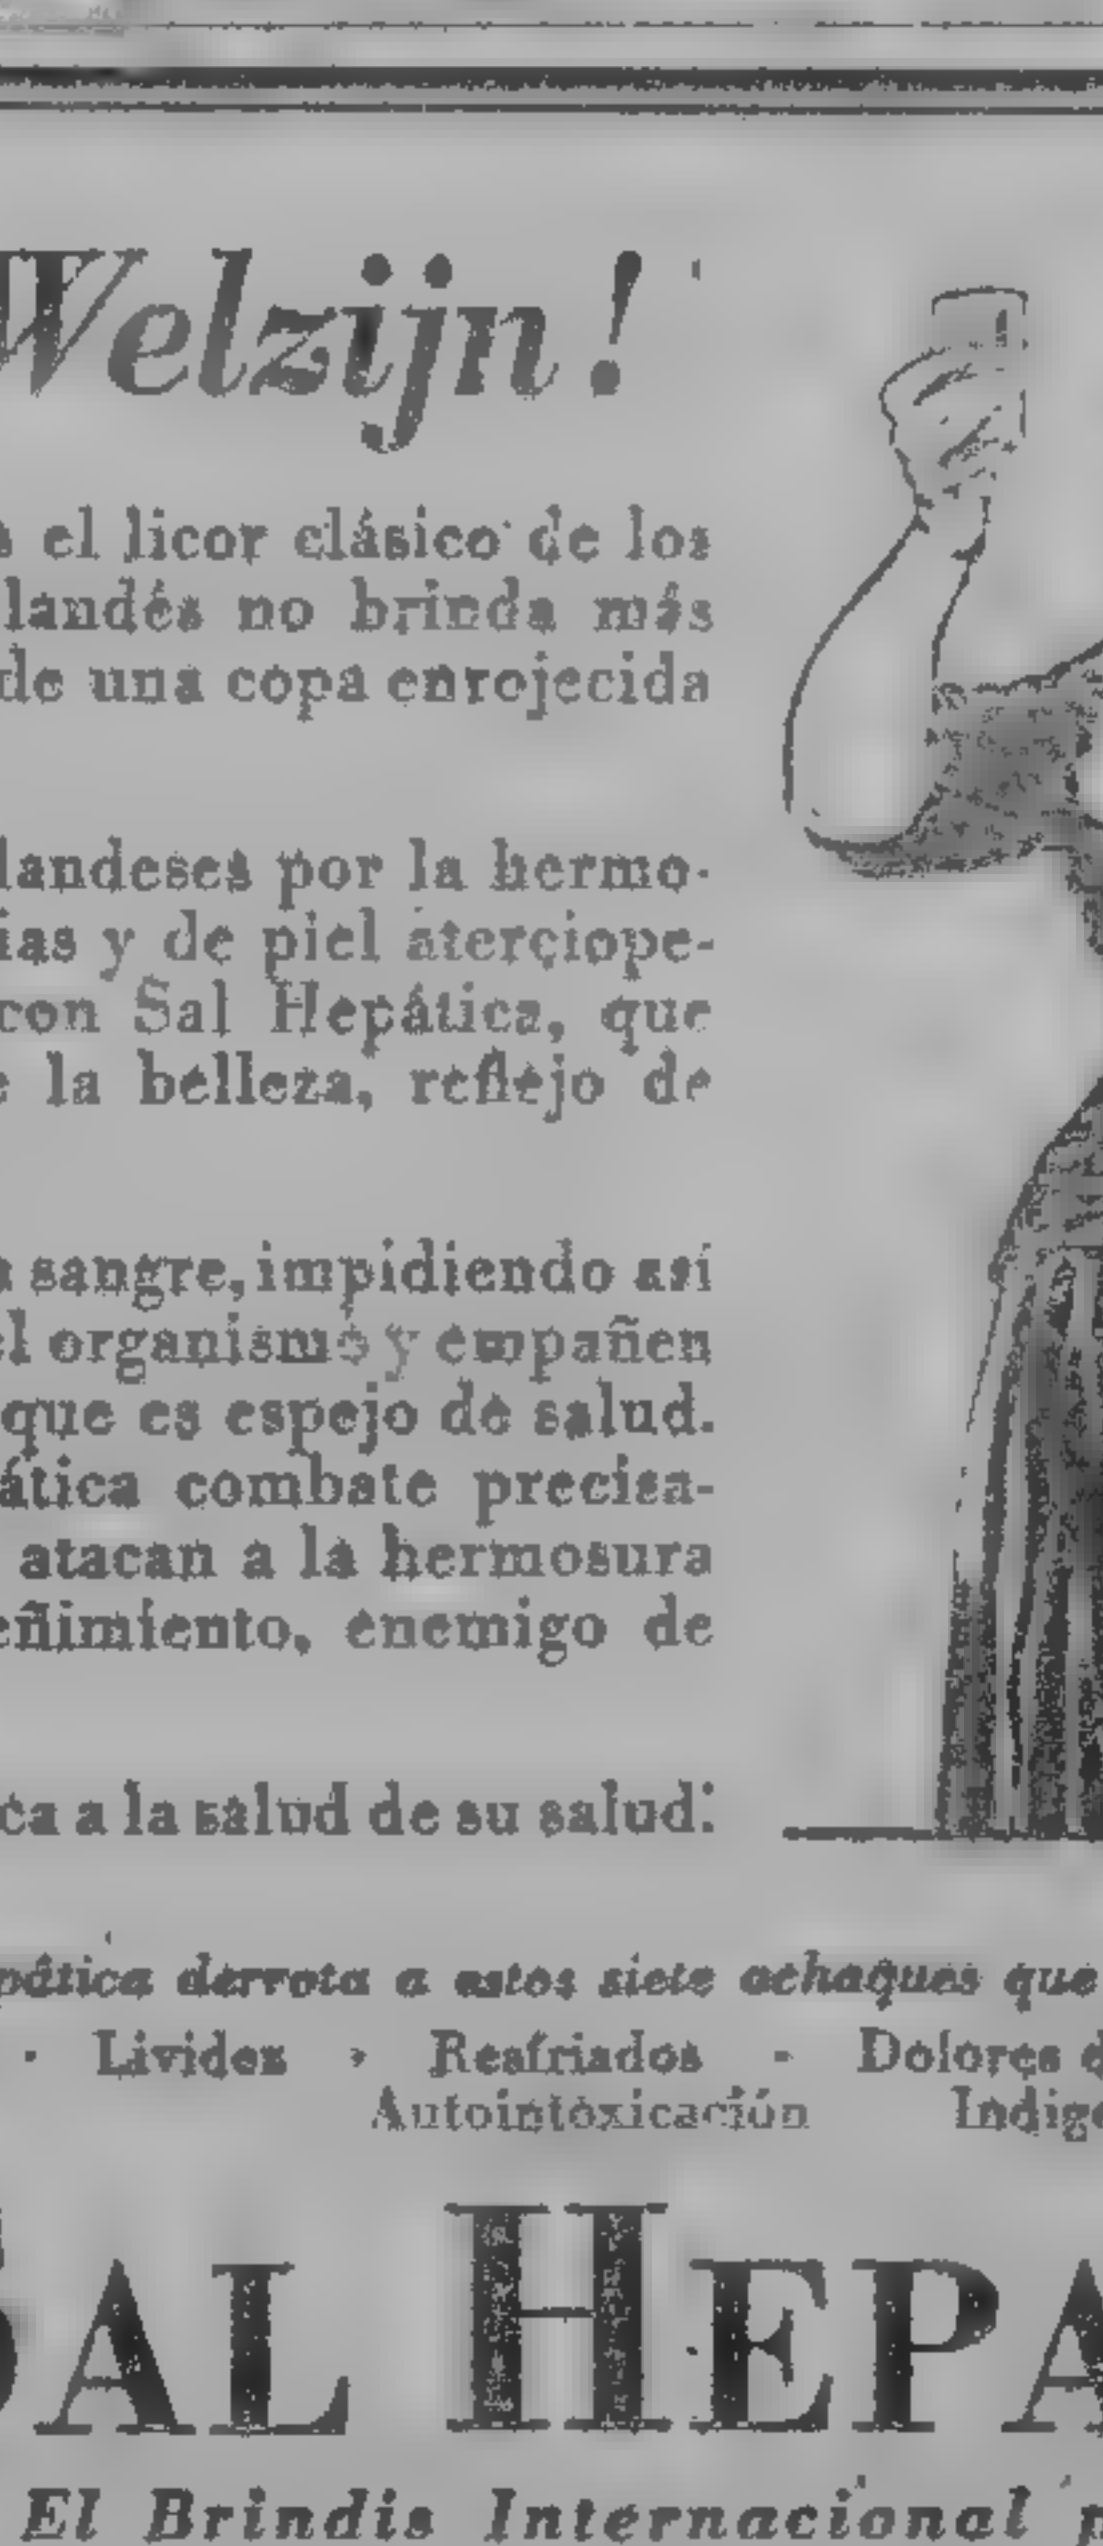 Welzijn!
el licor clásico de los
landés no brinda más
de una copa enrojecida
landeses por la hermo-
ias y de piel aterciope-
con Sal Hepática, que
la belleza, reflejo de
sangre, impidiendo así
el organismo y empañen
que es espejo de salud.
ática combate precisa-
atacan a la hermosura
eñimiento, enemigo de
ca a la salud de su salud:
pática derrota a estos siete achaques que
· Lividez · Resfriados · Dolores d
Autointoxicación Indige
SAL HEPA
El Brindis Internacional p